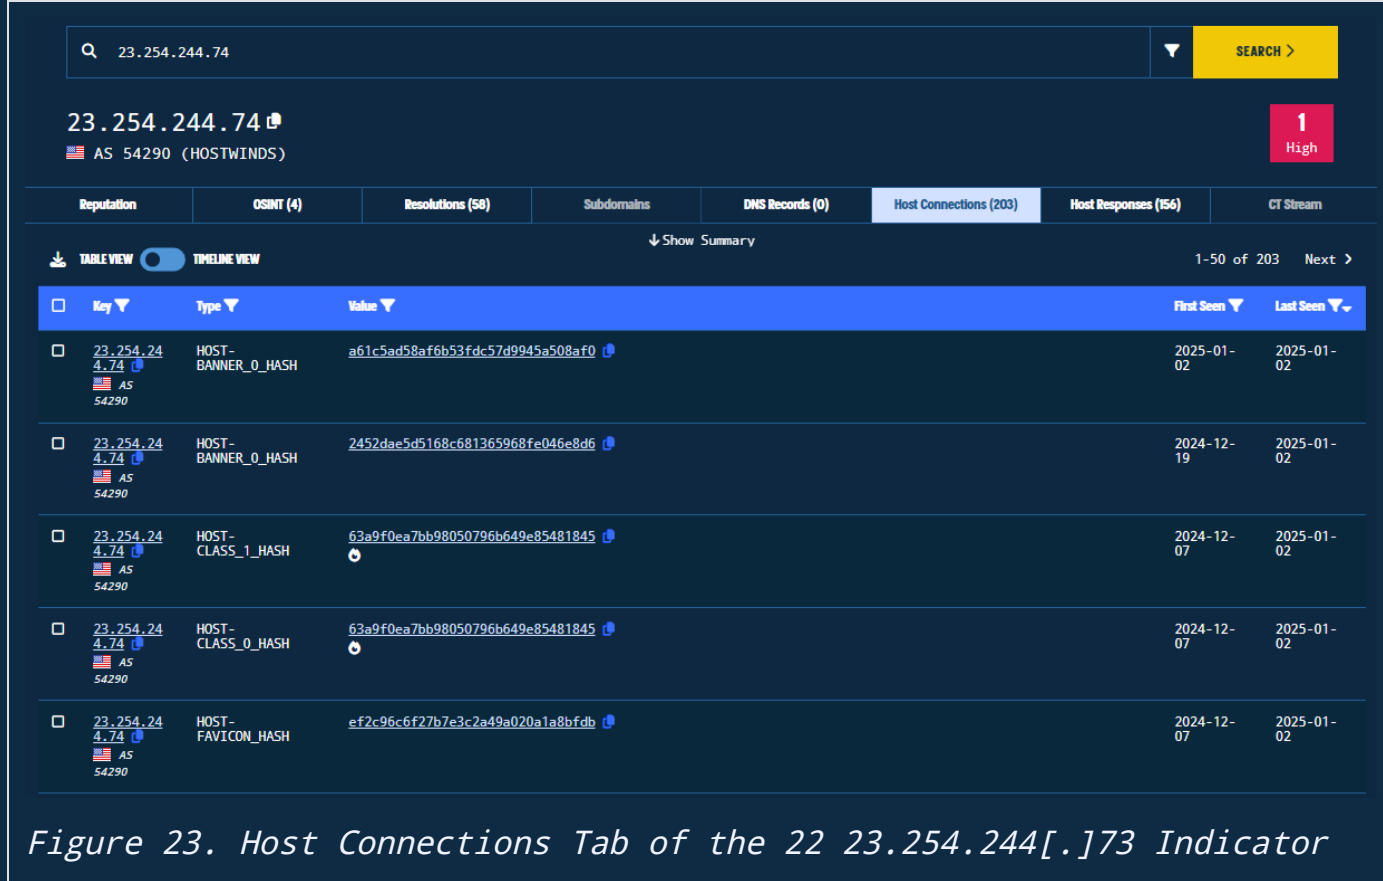 23.254.244.74
SEARCH >
23.254.244.74
AS 54290 (HOSTWINDS)
1
High
Reputation
OSINT (4)
Resolutions (58)
Subdomains
DNS Records (0)
Host Connections (203)
Host Responses (156)
CT Stream
↓Show Summary
TABLE VIEW
TIMELINE VIEW
1-50 of 203
Next >
Key
Type
Value
First Seen
Last Seen
23.254.24
4.74
AS
54290
HOST-
BANNER_0_HASH
a61c5ad58af6b53fdc57d9945a508af0
2025-01-
02
2025-01-
02
23.254.24
4.74
AS
54290
HOST-
BANNER_0_HASH
2452dae5d5168c681365968fe046e8d6
2024-12-
19
2025-01-
02
23.254.24
4.74
AS
54290
HOST-
CLASS_1_HASH
63a9f0ea7bb98050796b649e85481845
2024-12-
07
2025-01-
02
23.254.24
4.74
AS
54290
HOST-
CLASS_0_HASH
63a9f0ea7bb98050796b649e85481845
2024-12-
07
2025-01-
02
23.254.24
4.74
AS
54290
HOST-
FAVICON_HASH
ef2c96c6f27b7e3c2a49a020a1a8bfdb
2024-12-
07
2025-01-
02
Figure 23. Host Connections Tab of the 22 23.254.244[.]73 Indicator